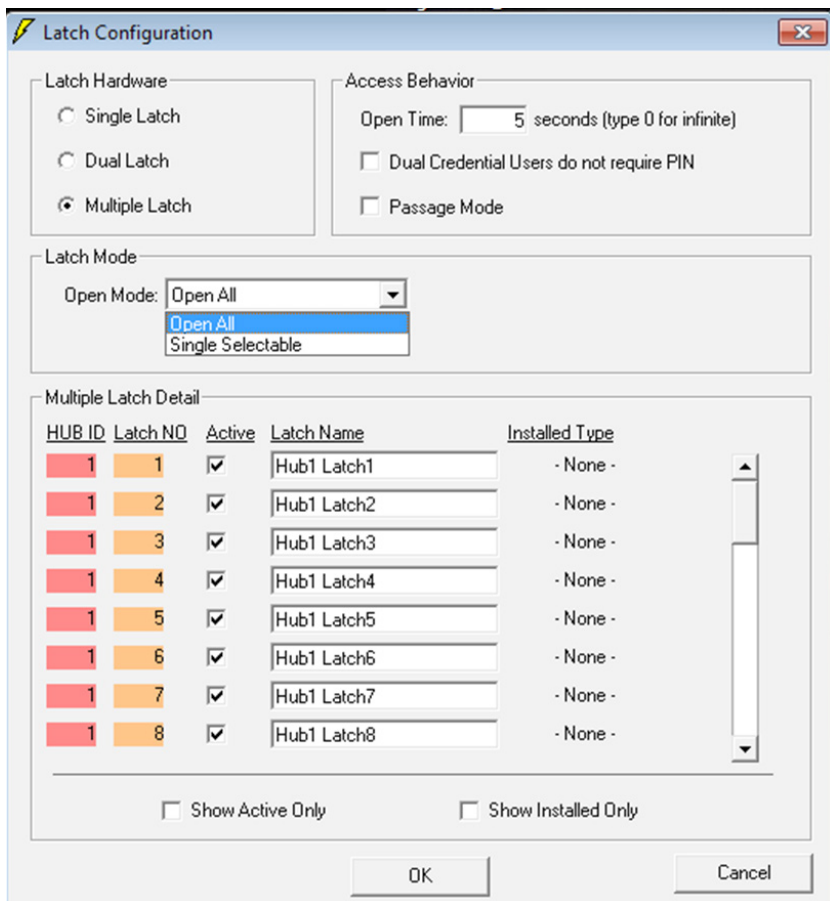 Latch Configuration
Latch Hardware
Single Latch
Dual Latch
Multiple Latch
Access Behavior
Open Time: 5 seconds (type 0 for infinite)
Dual Credential Users do not require PIN
Passage Mode
Latch Mode
Open Mode: Open All
Open All
Single Selectable
Multiple Latch Detail
HUB ID Latch NO Active Latch Name Installed Type
1 1 Hub1 Latch1 - None -
1 2 Hub1 Latch2 - None -
1 3 Hub1 Latch3 - None -
1 4 Hub1 Latch4 - None -
1 5 Hub1 Latch5 - None -
1 6 Hub1 Latch6 - None -
1 7 Hub1 Latch7 - None -
1 8 Hub1 Latch8 - None -
Show Active Only Show Installed Only
OK Cancel